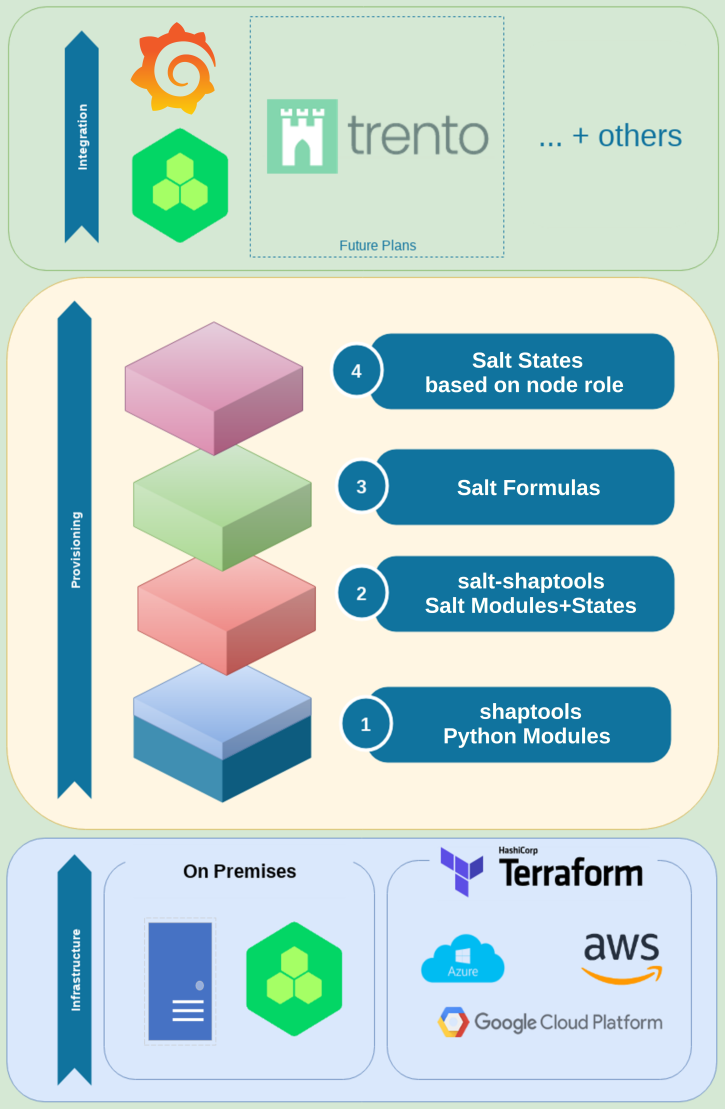 Integration
trento
... + others
Future Plans
Provisioning
4
Salt States
based on node role
3
Salt Formulas
2
salt-shaptools
Salt Modules+States
1
shaptools
Python Modules
Infrastructure
On Premises
HashiCorp
Terraform
Azure
aws
Google Cloud Platform